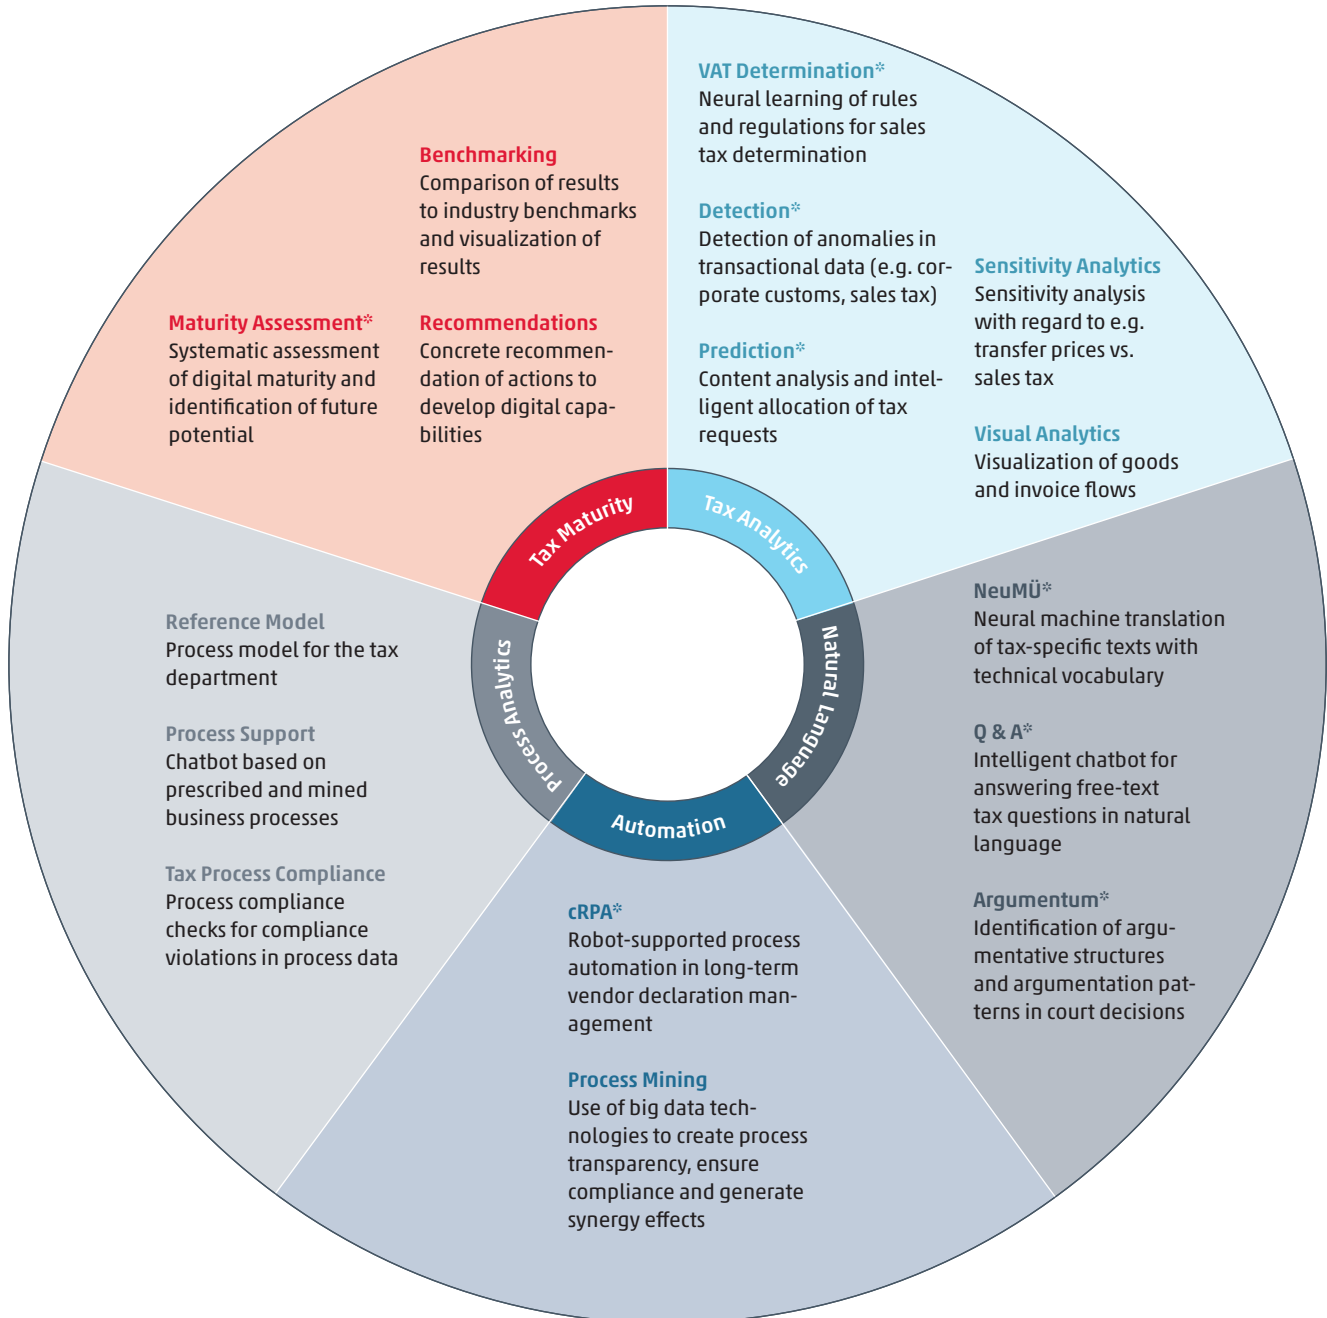 VAT Determination*
Neural learning of rules
and regulations for sales
tax determination
Detection*
Detection of anomalies in
transactional data (e.g. cor-
porate customs, sales tax)
Prediction*
Content analysis and intel-
ligent allocation of tax
requests
Sensitivity Analytics
Sensitivity analysis
with regard to e.g.
transfer prices vs.
sales tax
Visual Analytics
Visualization of goods
and invoice flows
Benchmarking
Comparison of results
to industry benchmarks
and visualization of
results
Maturity Assessment*
Systematic assessment
of digital maturity and
identification of future
potential
Recommendations
Concrete recommen-
dation of actions to
develop digital capa-
bilities
Tax Maturity
Tax Analytics
Natural Language
Automation
Process Analytics
NeuMÜ*
Neural machine translation
of tax-specific texts with
technical vocabulary
Q & A*
Intelligent chatbot for
answering free-text
tax questions in natural
language
Argumentum*
Identification of argu-
mentative structures
and argumentation pat-
terns in court decisions
Reference Model
Process model for the tax
department
Process Support
Chatbot based on
prescribed and mined
business processes
Tax Process Compliance
Process compliance
checks for compliance
violations in process data
cRPA*
Robot-supported process
automation in long-term
vendor declaration man-
agement
Process Mining
Use of big data tech-
nologies to create process
transparency, ensure
compliance and generate
synergy effects